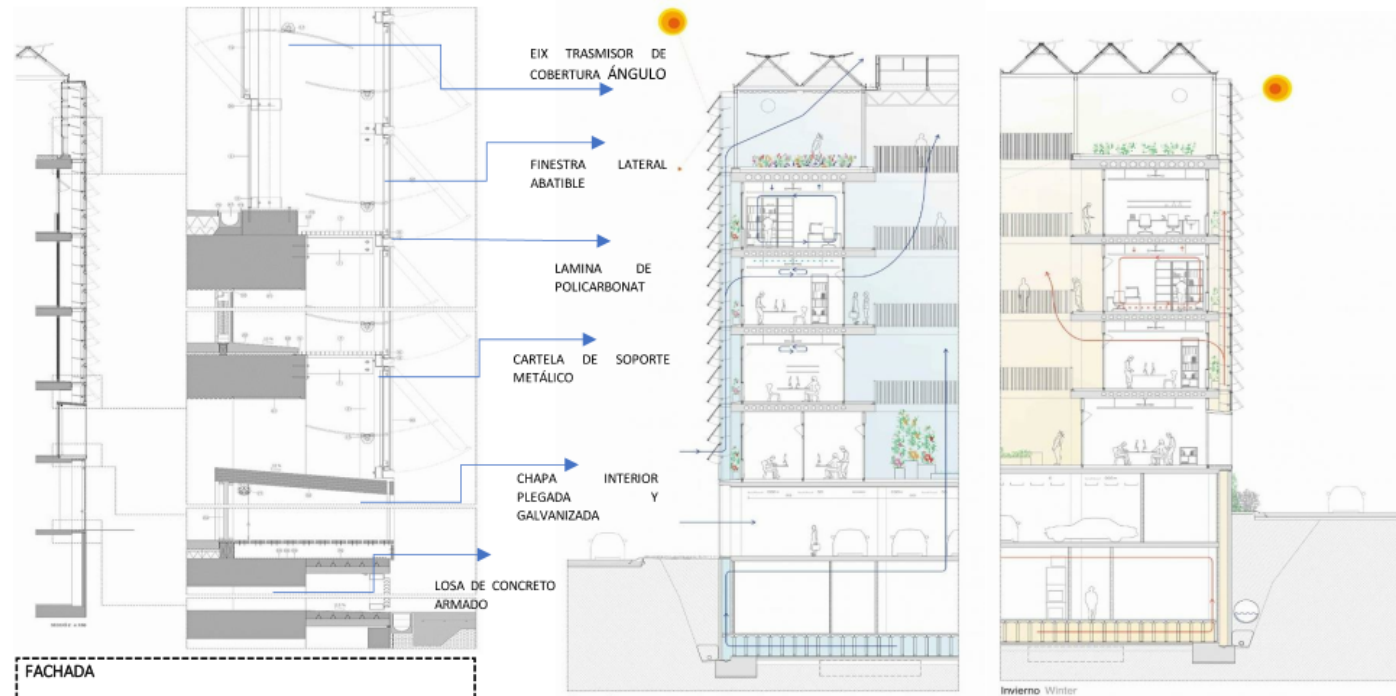 EIX TRASMISOR DE
COBERTURA ÁNGULO
FINESTRA LATERAL
ABATIBLE
LAMINA DE
POLICARBONAT
CARTELA DE SOPORTE
METÁLICO
CHAPA INTERIOR
PLEGADA Y
GALVANIZADA
LOSA DE CONCRETO
ARMADO
FACHADA
Invierno Winter